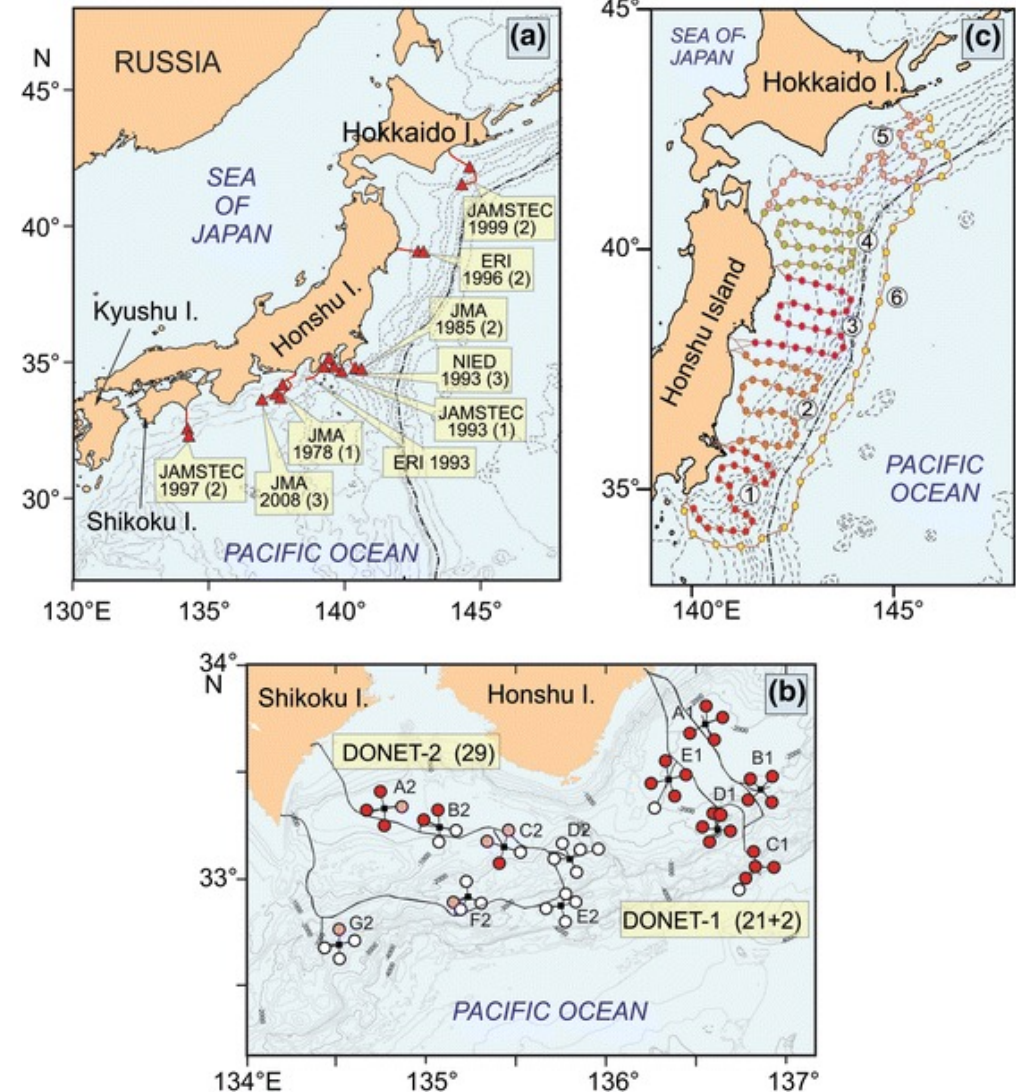 (a)
RUSSIA
N
45°
40°
35°
30°
130°E
135°
140°
145°
Hokkaido I.
SEA
OF
JAPAN
JAMSTEC
1999 (2)
ERI
1996 (2)
Kyushu I.
Honshu I.
JMA
1985 (2)
NIED
1993 (3)
JAMSTEC
1993 (1)
JMA
1978 (1)
ERI 1993
JAMSTEC
1997 (2)
JMA
2008 (3)
Shikoku I.
PACIFIC OCEAN
(c)
45°
40°
35°
140°E
145°
SEA OF
JAPAN
Hokkaido I.
5
4
6
3
2
1
Honshu Island
PACIFIC
OCEAN
(b)
34°
N
33°
134°E
135°
136°
137°
Shikoku I.
Honshu I.
DONET-2 (29)
A1
E1
B1
D1
C1
A2
B2
C2
D2
F2
E2
G2
DONET-1 (21+2)
PACIFIC OCEAN